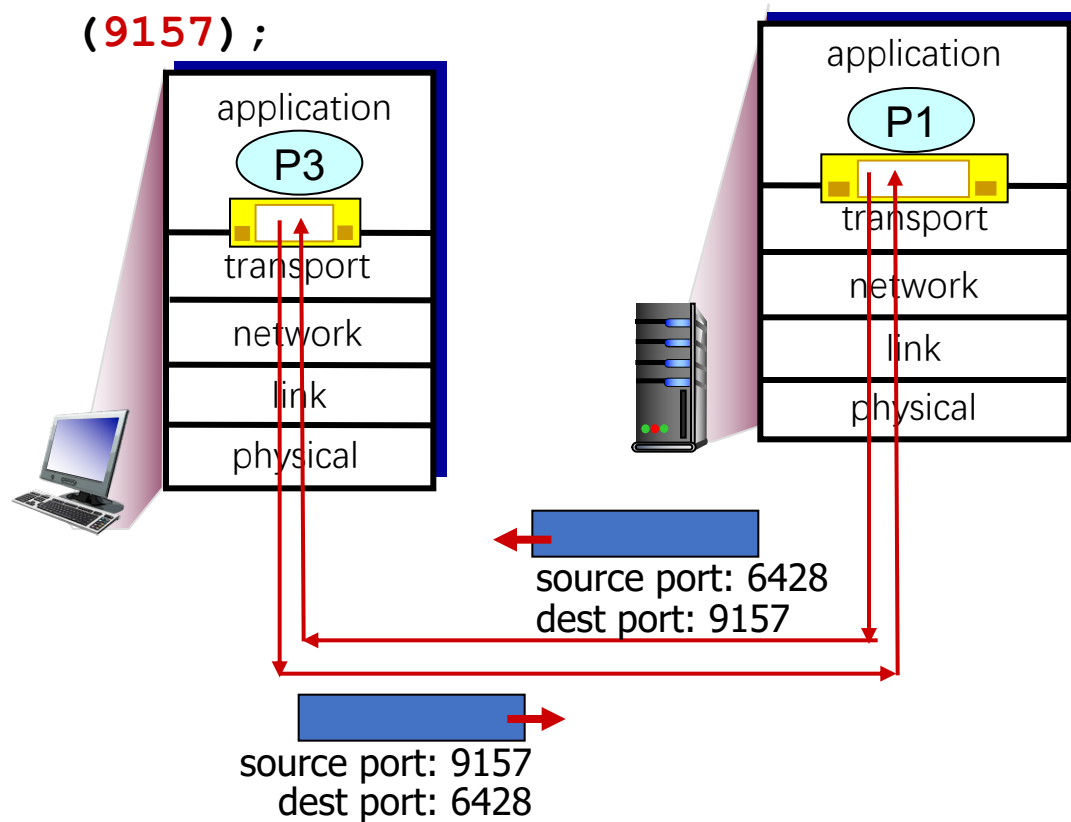 (9157);
application
P3
transport
network
link
physical
application
P1
transport
network
link
physical
source port: 6428
dest port: 9157
source port: 9157
dest port: 6428